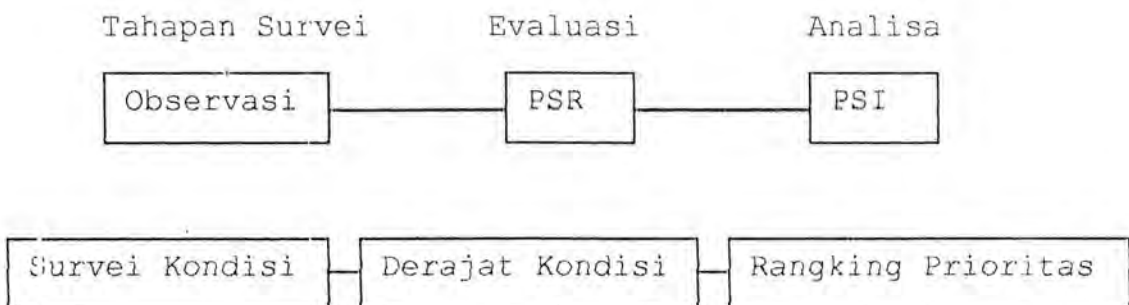 Tahapan Survei Evaluasi Analisa
Observasi PSR PSI
Survei Kondisi Derajat Kondisi Rangking Prioritas